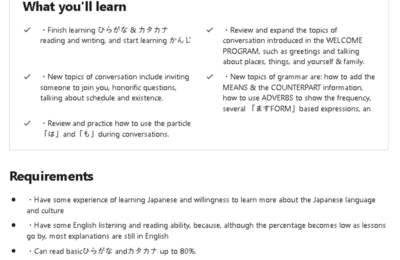 What you'll learn
・Finish learning ひらがな & カタカナ
reading and writing, and start learning かんじ
・New topics of conversation include inviting
someone to join you, honorific questions,
talking about schedule and existence.
・Review and practice how to use the particle
「は」and「も」during conversations.
・Review and expand the topics of
conversation introduced in the WELCOME
PROGRAM, such as greetings and talking
about places, things, and yourself & family.
・New topics of grammar are: how to add the
MEANS & the COUNTERPART information,
how to use ADVERBS to show the frequency,
several 「ますFORM」based expressions, an
Requirements
・Have some experience of learning Japanese and willingness to learn more about the Japanese language
and culture
・Have some English listening and reading ability, because, although the percentage becomes low as lessons
go by, most explanations are still in English
・Can read basicひらがな andカタカナ up to 80%.